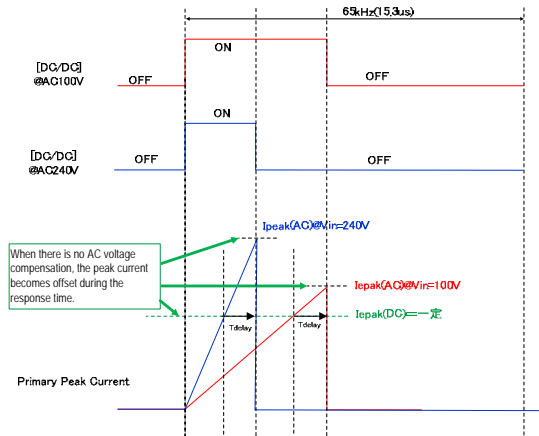 65kHz(15.3us)
ON
[DC/DC]
@AC100V
OFF
OFF
ON
[DC/DC]
@AC240V
OFF
OFF
Ipeak(AC)@Vin=240V
When there is no AC voltage
compensation, the peak current
becomes offset during the
response time.
Iepak(AC)@Vin=100V
Iepak(DC)=一定
Tdelay
Tdelay
Primary Peak Current